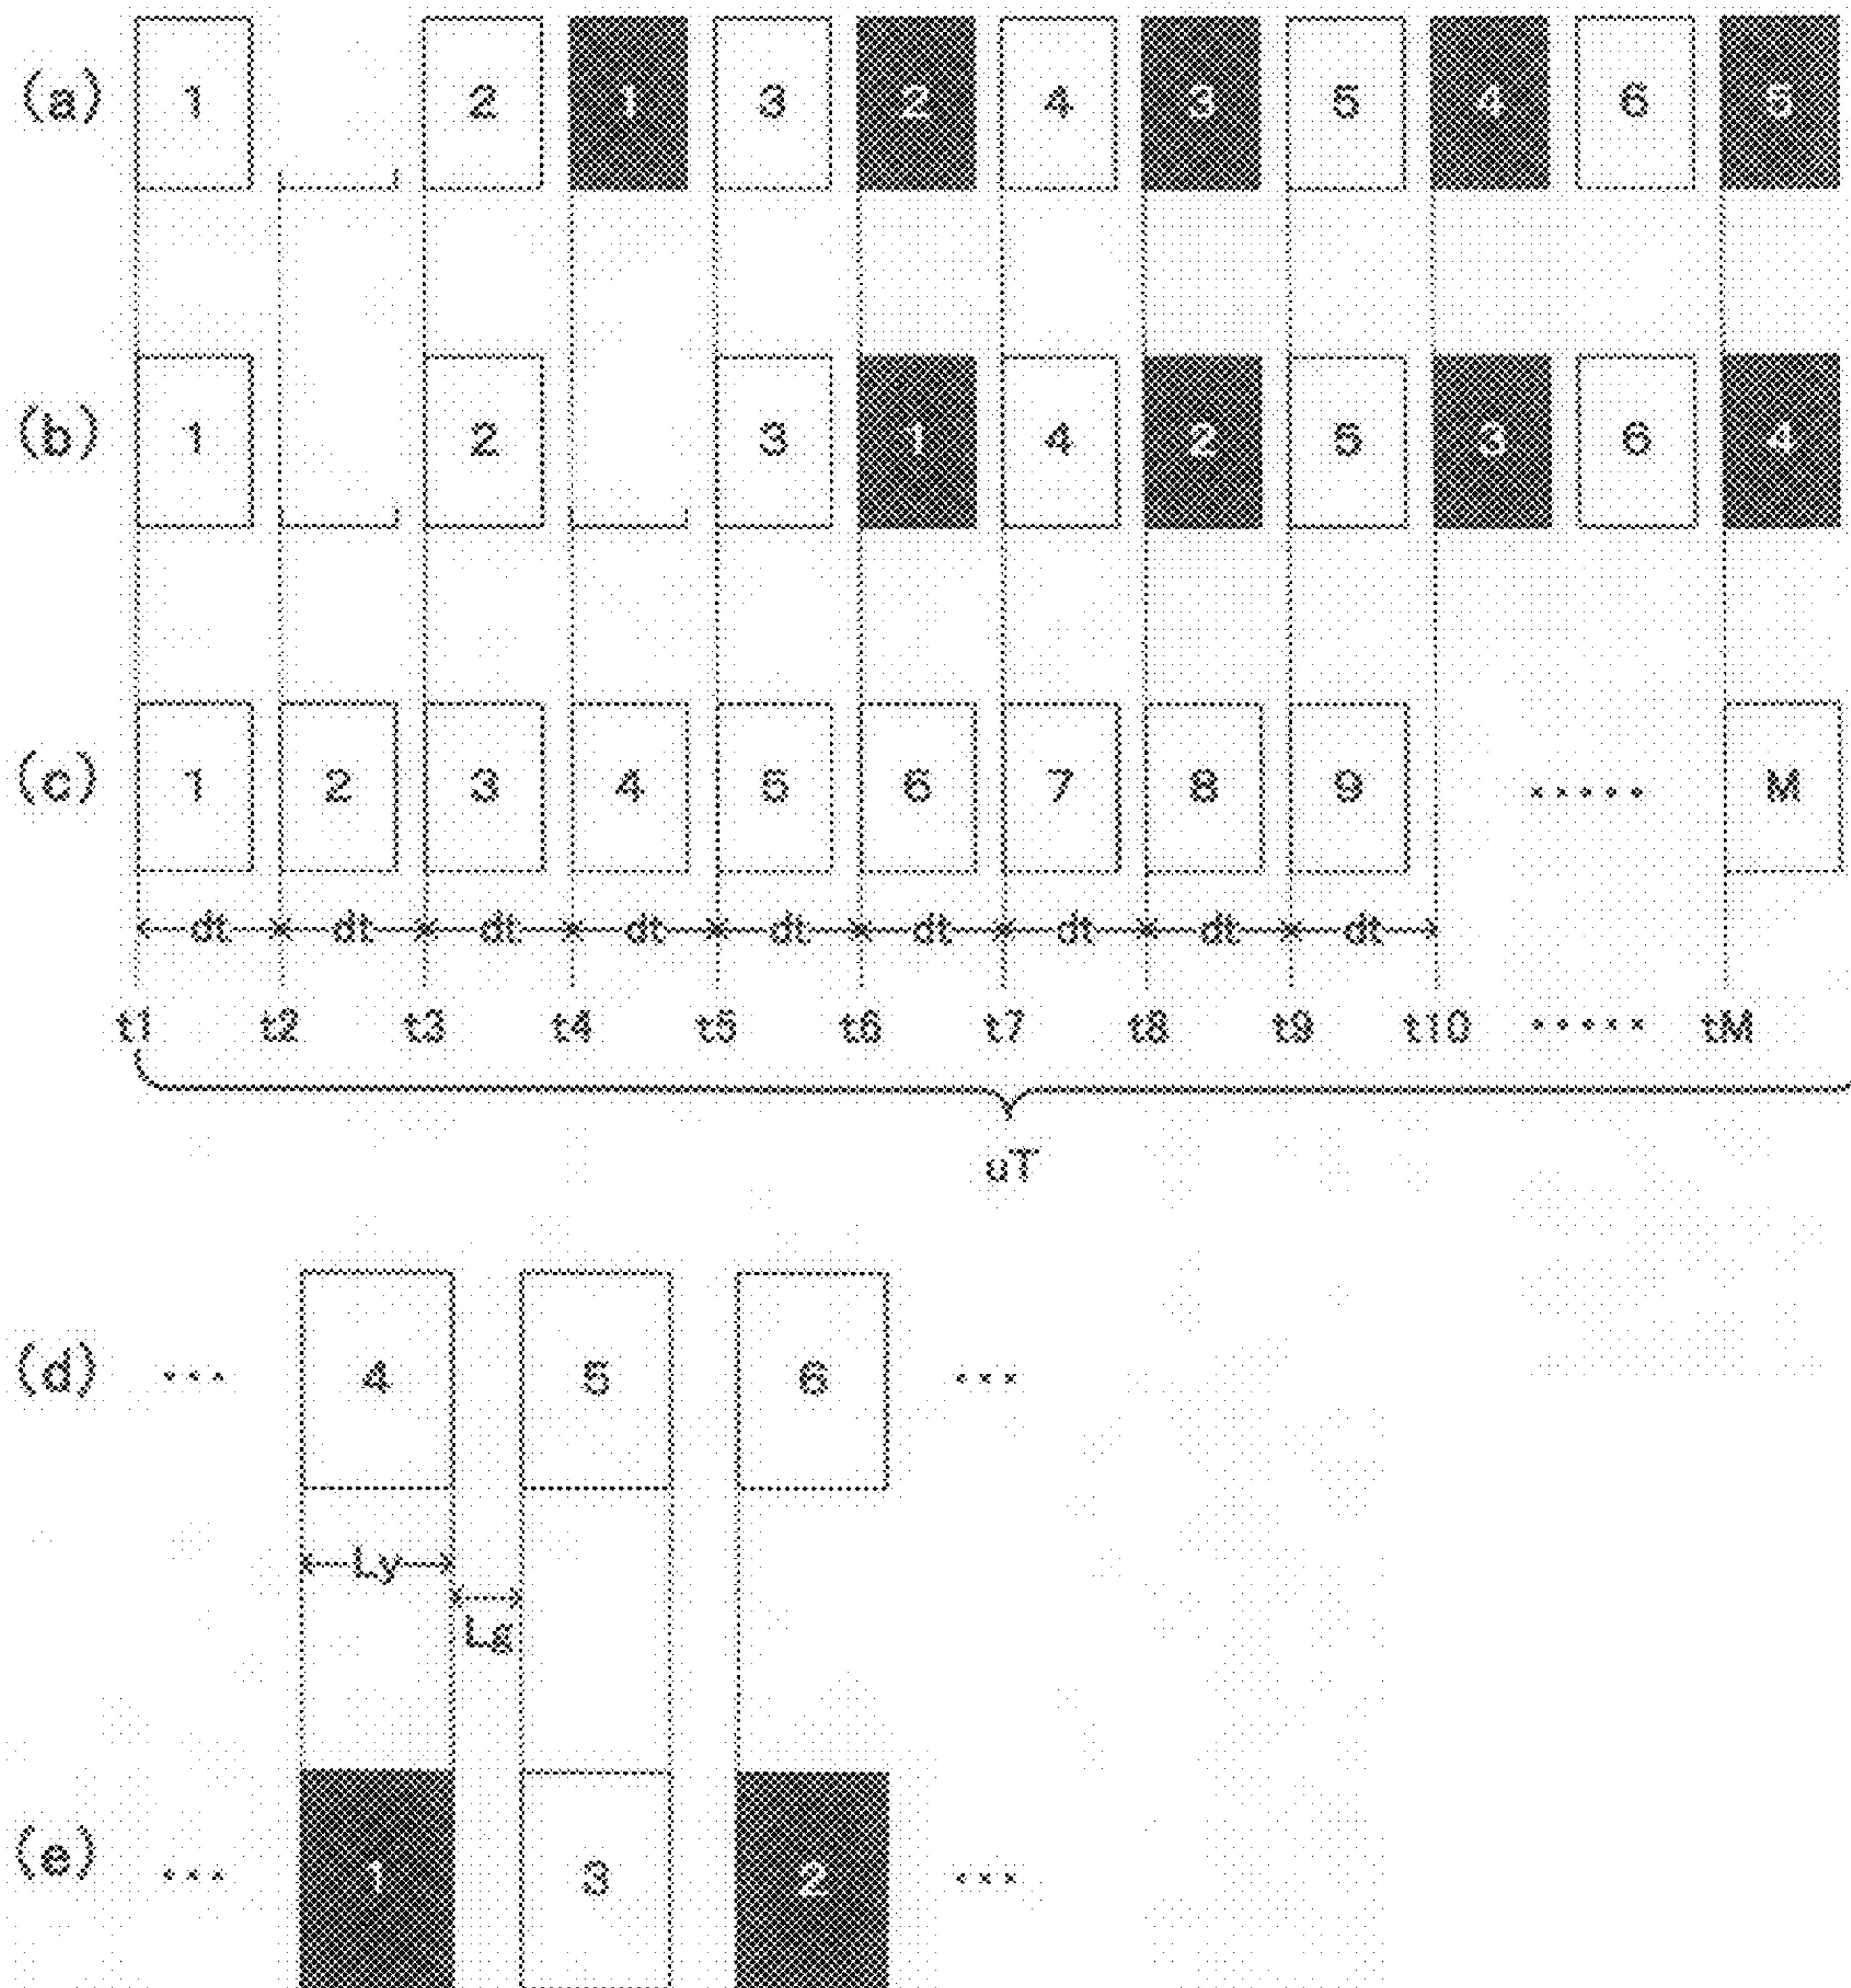 (a) 1 2 1 3 2 4 3 5 4 6 5
(b) 1 2 3 1 4 2 5 3 6 4
(c) 1 2 3 4 5 6 7 8 9 ····· M
dt dt dt dt dt dt dt dt dt
t1 t2 t3 t4 t5 t6 t7 t8 t9 t10 ····· tM
uT
(d) ··· 4 5 6 ···
Ly
Lg
(e) ··· 1 3 2 ···